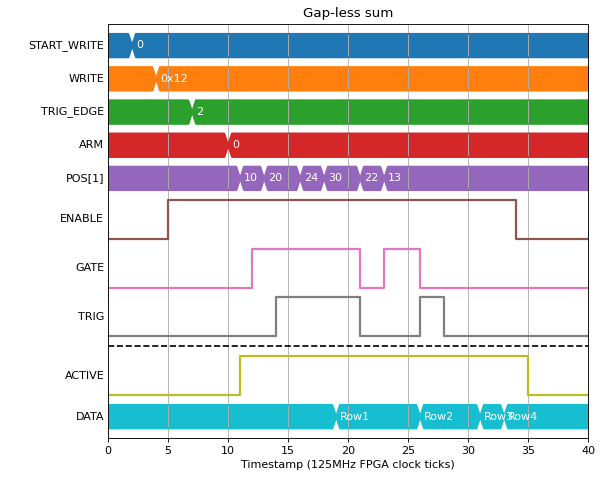 Gap-less sum
START_WRITE 0
WRITE 0x12
TRIG_EDGE 2
ARM 0
POS[1] 10 20 24 30 22 13
ENABLE
GATE
TRIG
ACTIVE
DATA Row1 Row2 Row3 Row4
0 5 10 15 20 25 30 35 40
Timestamp (125MHz FPGA clock ticks)